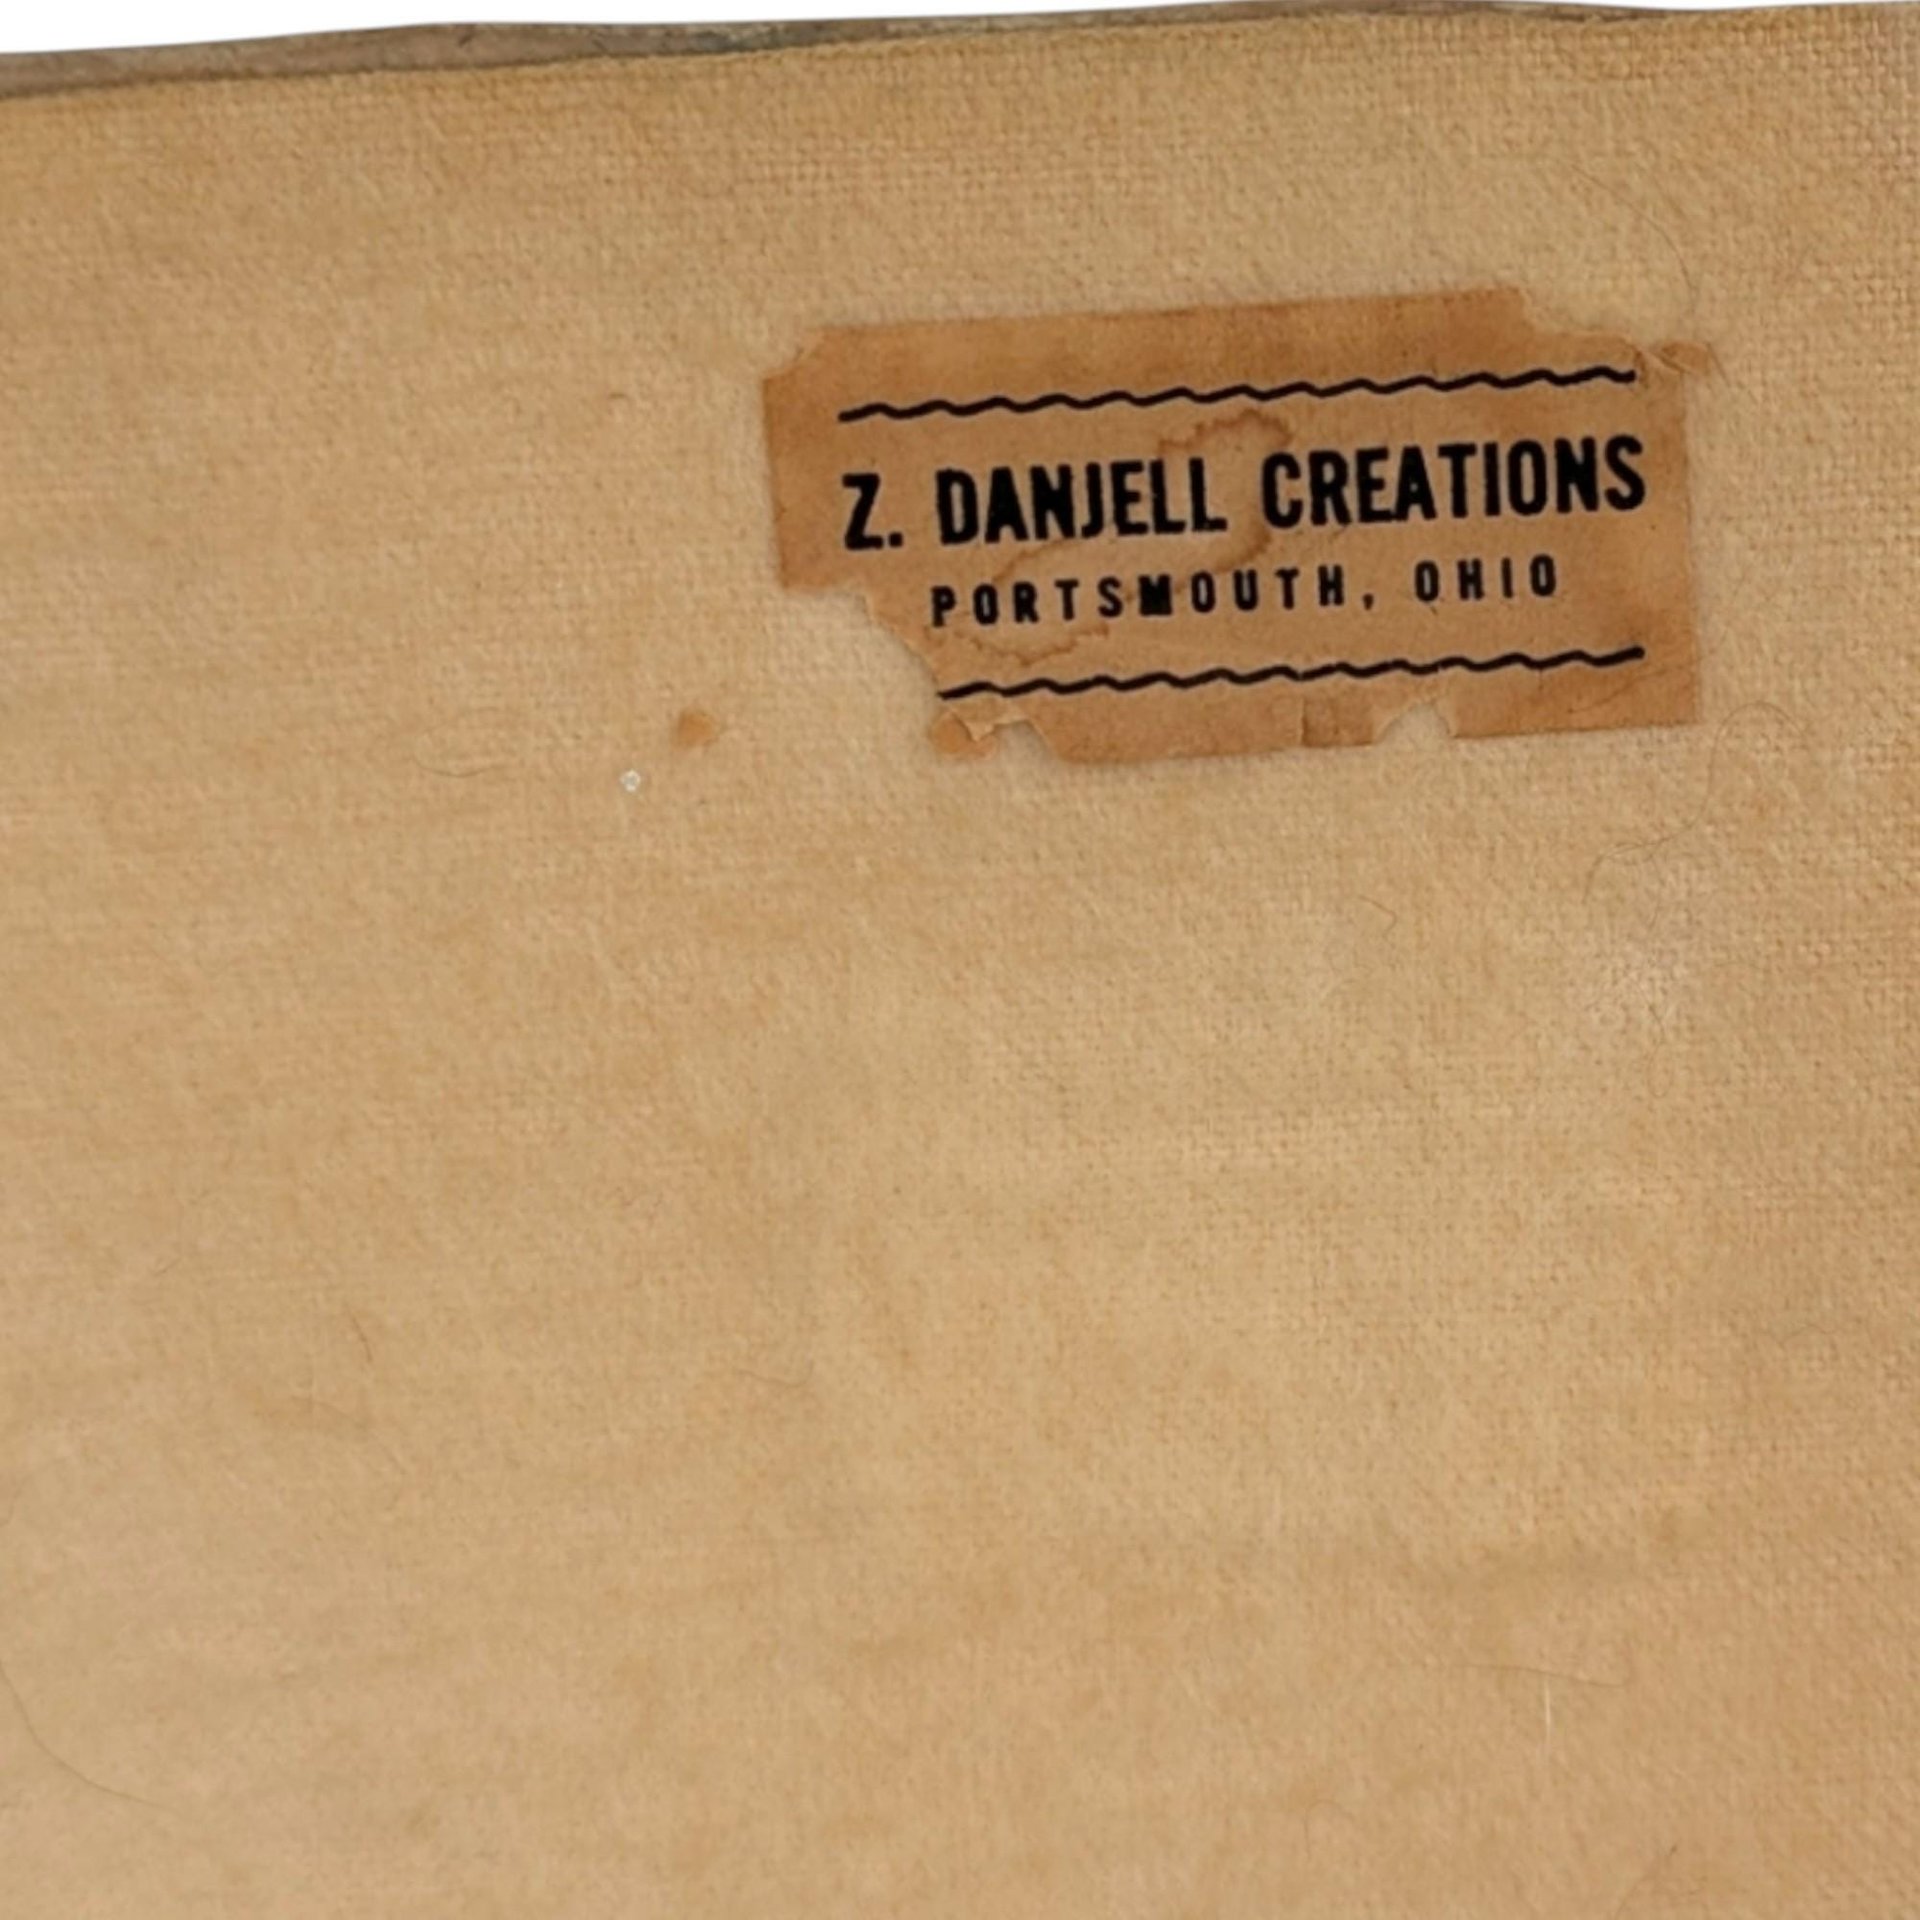 Z. DANJELL CREATIONS
PORTSMOUTH, OHIO